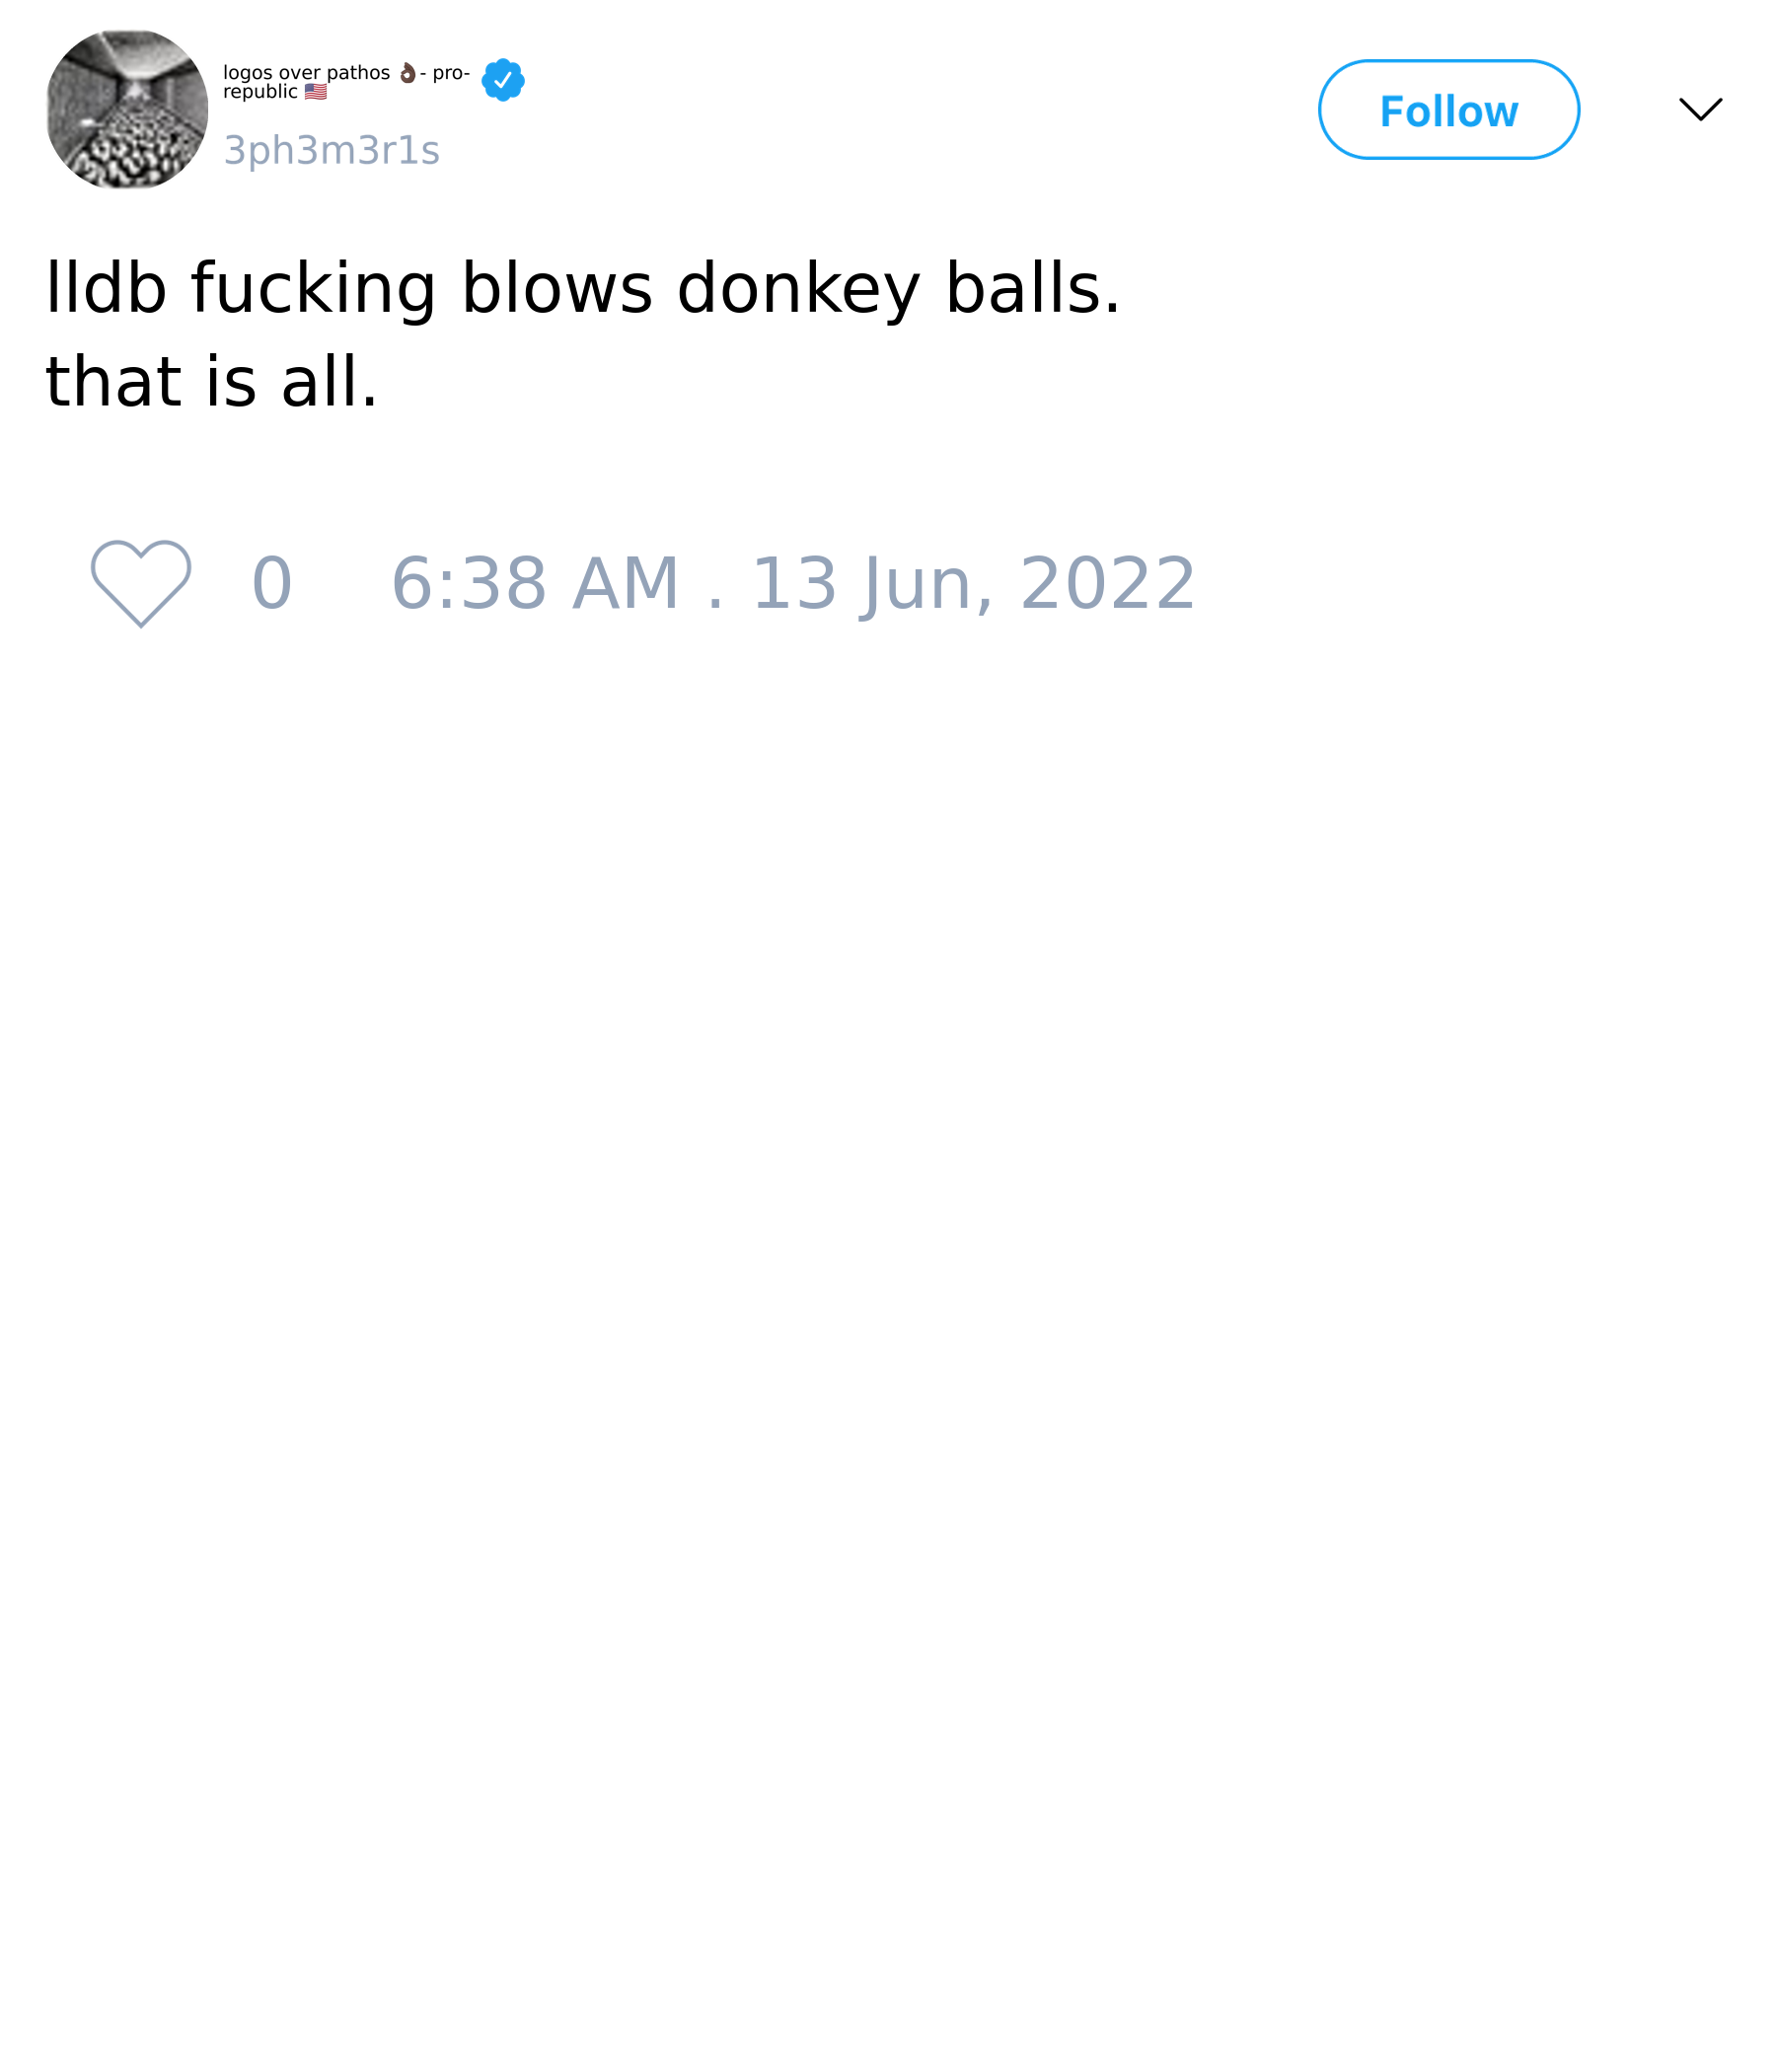 logos over pathos 👌🏿- pro-
republic 🇺🇸
3ph3m3r1s
Follow
lldb fucking blows donkey balls.
that is all.
0 6:38 AM . 13 Jun, 2022